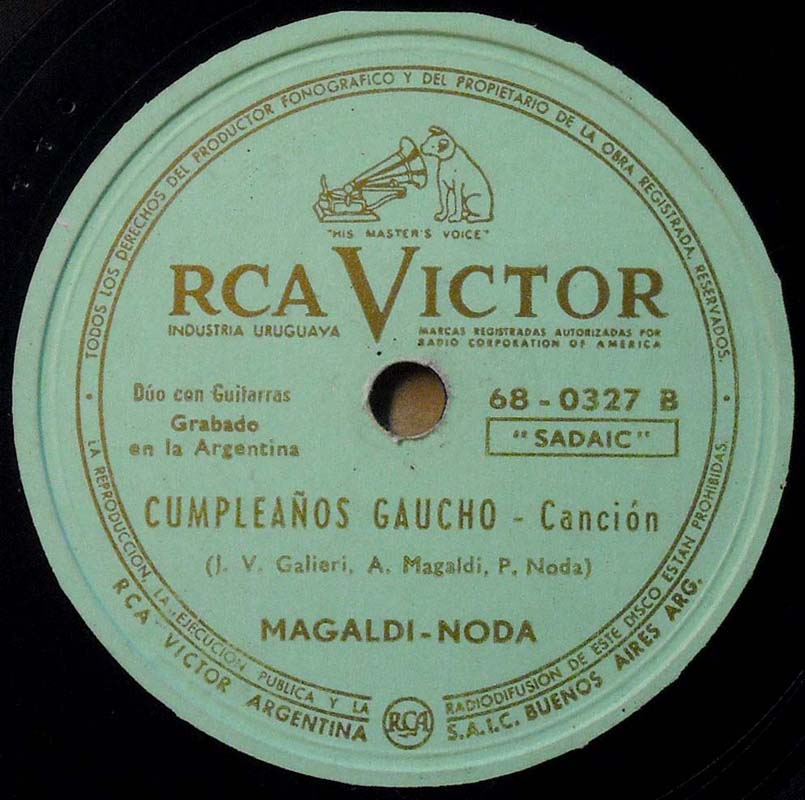 TODOS LOS DERECHOS DEL PRODUCTOR FONOGRAFICO Y DEL PROPIETARIO DE LA OBRA REGISTRADA, RESERVADOS.
"HIS MASTER'S VOICE"
RCA VICTOR
INDUSTRIA URUGUAYA
MARCAS REGISTRADAS AUTORIZADAS POR
RADIO CORPORATION OF AMERICA
Dúo con Guitarras
Grabado
en la Argentina
68 - 0327 B
"SADAIC"
CUMPLEAÑOS GAUCHO - Canción
(J. V. Galieri, A. Magaldi, P. Noda)
MAGALDI-NODA
LA REPRODUCCION, LA EJECUCION PUBLICA Y LA RADIODIFUSION DE ESTE DISCO ESTAN PROHIBIDAS.
RCA VICTOR ARGENTINA S.A.I.C. BUENOS AIRES ARG.
RCA